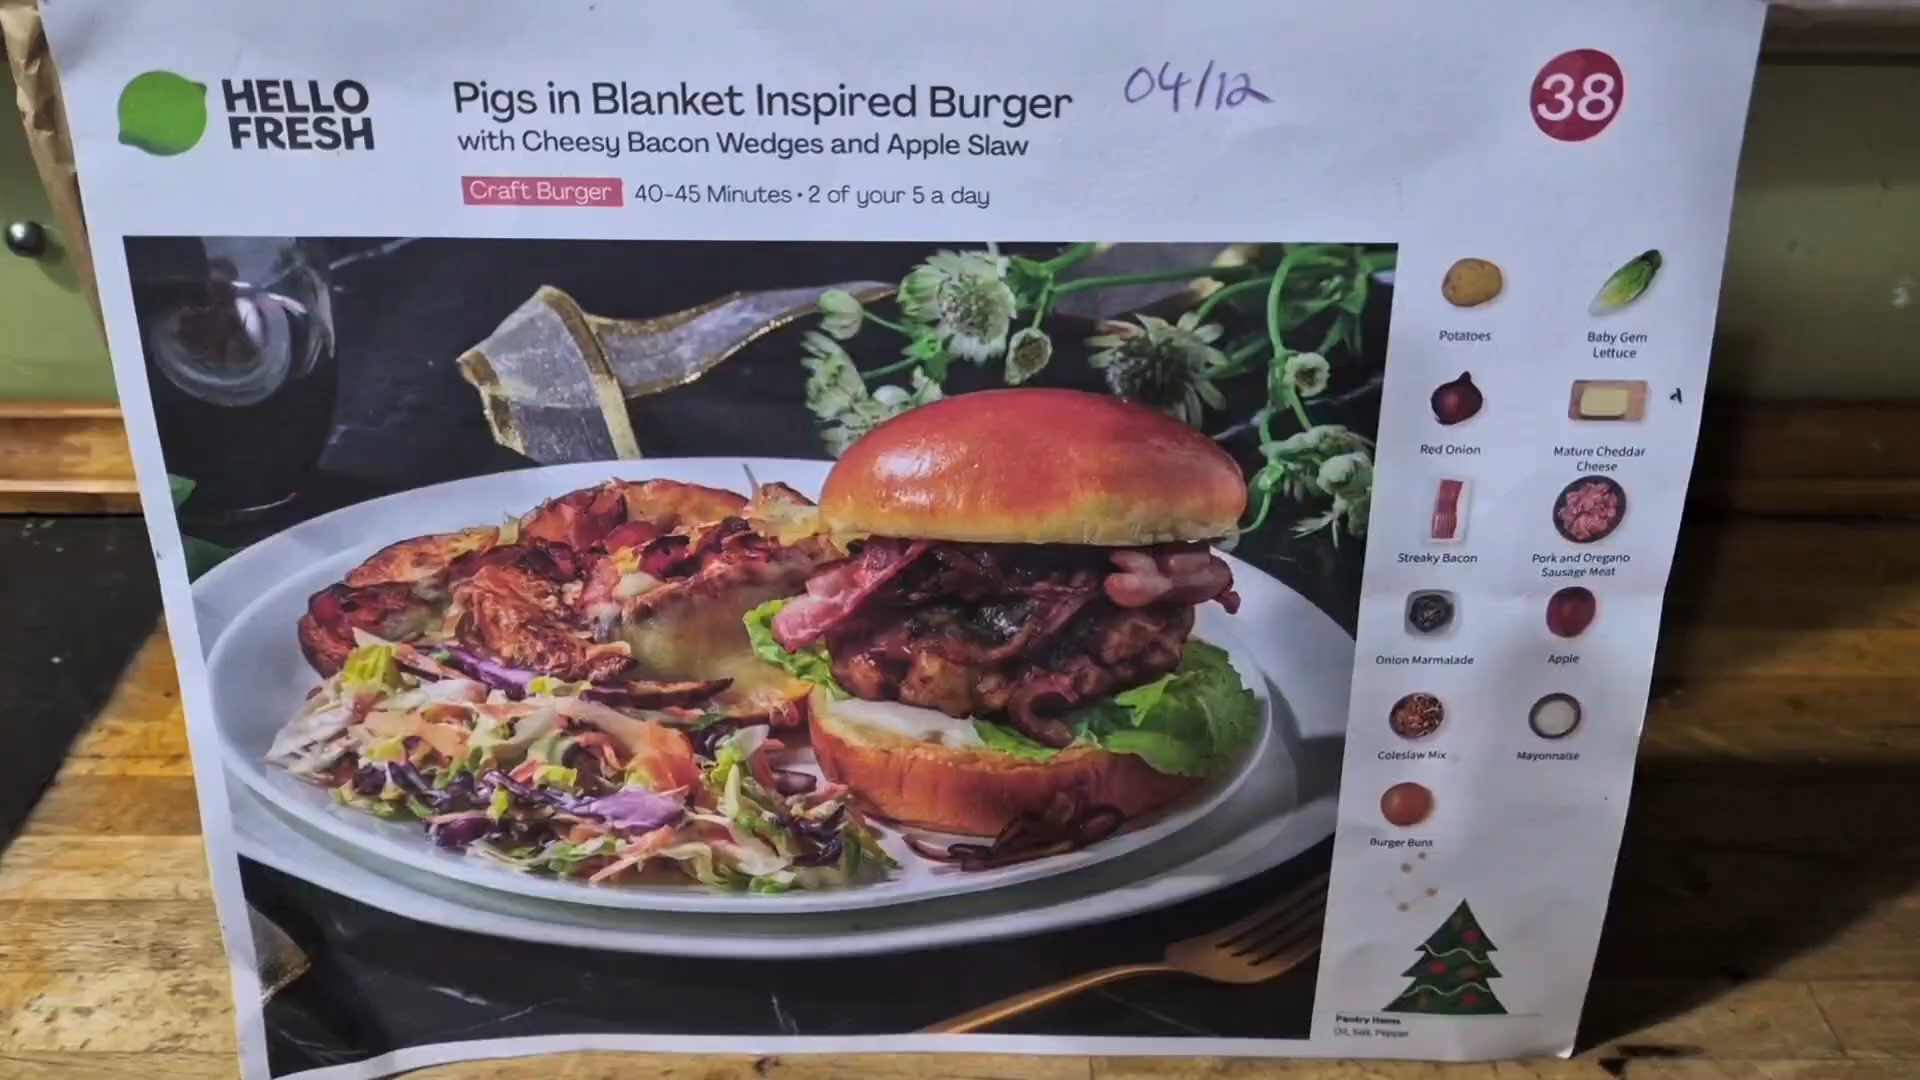 HELLO
FRESH
Pigs in Blanket Inspired Burger
with Cheesy Bacon Wedges and Apple Slaw
Craft Burger 40-45 Minutes • 2 of your 5 a day
04/12
38
Potatoes
Baby Gem
Lettuce
Red Onion
Mature Cheddar
Cheese
Streaky Bacon
Pork and Oregano
Sausage Meat
Onion Marmalade
Apple
Coleslaw Mix
Mayonnaise
Burger Buns
Pantry Items
Oil, Salt, Pepper